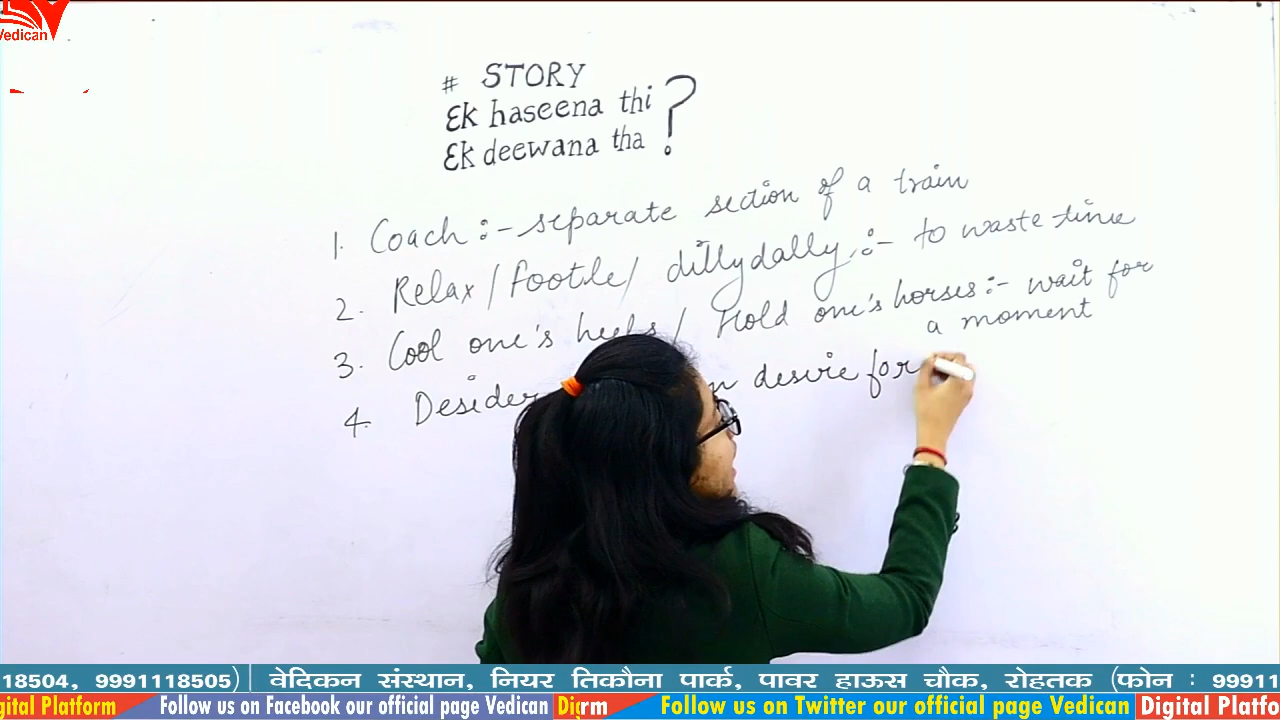 Vedican
# STORY
Ek haseena thi
Ek deewana tha ?
1. Coach :- separate section of a train
2. Relax / footle / dillydally :- to waste time
3. Cool one's heels / Hold one's horses :- wait for
a moment
4. Desider desire for
18504, 9991118505) | वेदिकन संस्थान, नियर तिकौना पार्क, पावर हाऊस चौक, रोहतक (फोन : 99911
gital Platform Follow us on Facebook our official page Vedican Digrm Follow us on Twitter our official page Vedican Digital Platfo